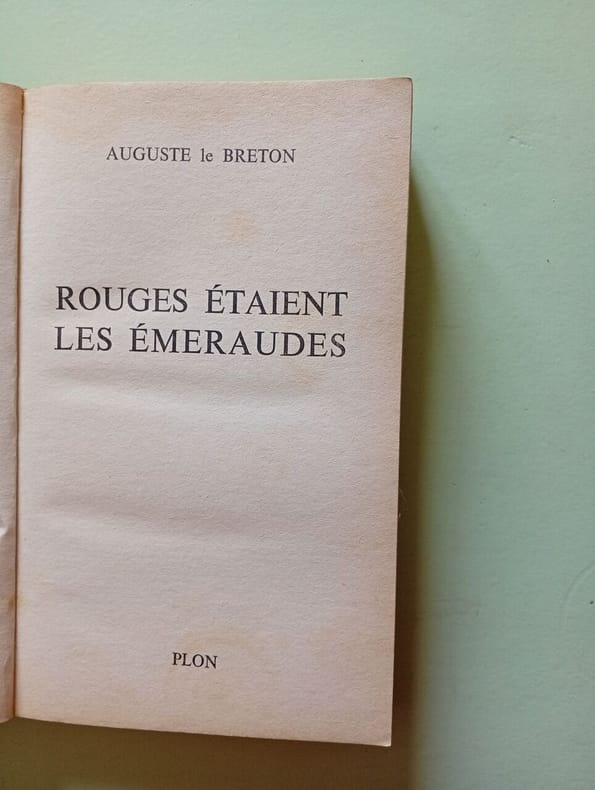 AUGUSTE le BRETON
ROUGES ÉTAIENT
LES ÉMERAUDES
PLON